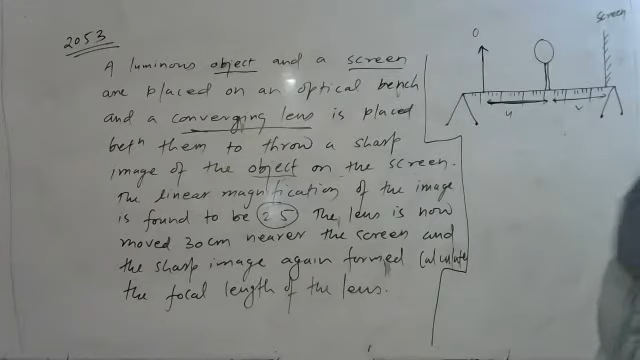 2053
A luminous object and a screen
are placed on an optical bench
and a converging lens is placed
betn them to throw a sharp
image of the object on the screen.
The linear magnification of the image
is found to be 2.5 The lens is now
moved 30cm nearer the screen and
the sharp image again formed Calculate
the focal length of the lens.
O
screen
u
v